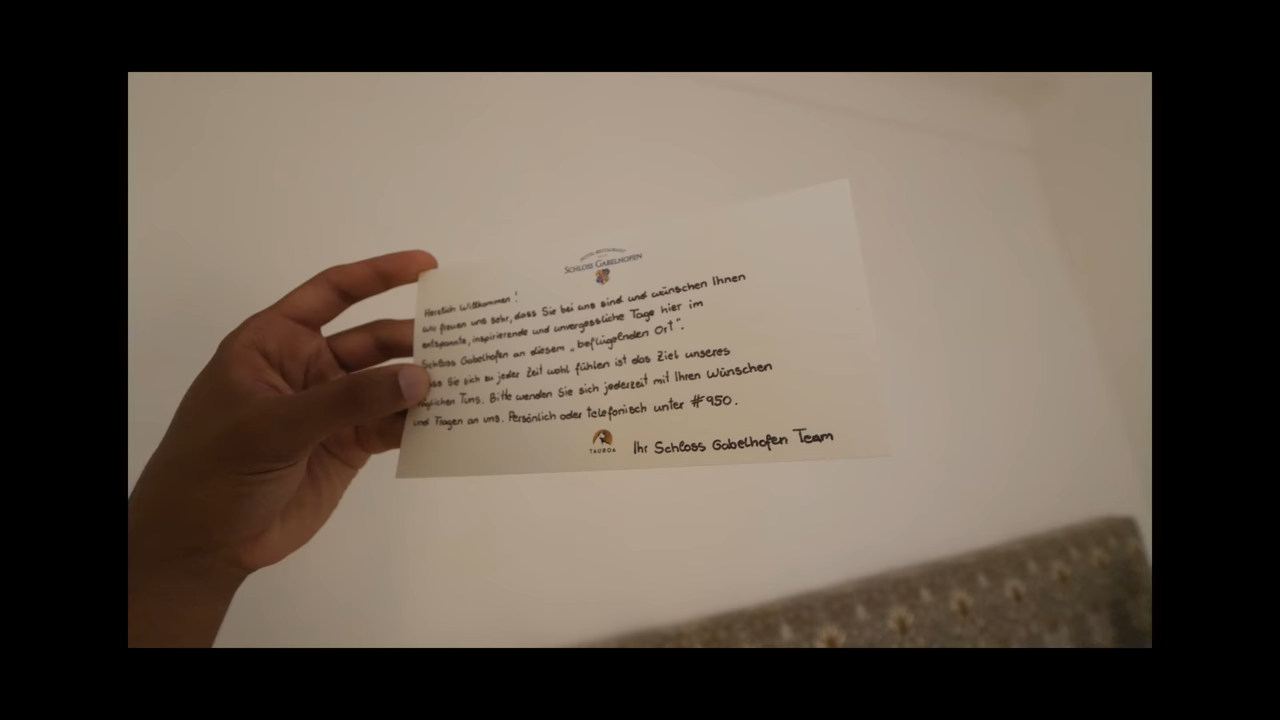 HOTEL RESTAURANT
SCHLOSS GABELHOFEN
Herzlich Willkommen!
Wir freuen uns sehr, dass Sie bei uns sind und wünschen Ihnen
entspannte, inspirierende und unvergessliche Tage hier im
Schloss Gabelhofen an diesem „beflügelnden Ort".
Dass Sie sich zu jeder Zeit wohl fühlen ist das Ziel unseres
täglichen Tuns. Bitte wenden Sie sich jederzeit mit Ihren Wünschen
und Fragen an uns. Persönlich oder telefonisch unter #950.
TAUROA
Ihr Schloss Gabelhofen Team